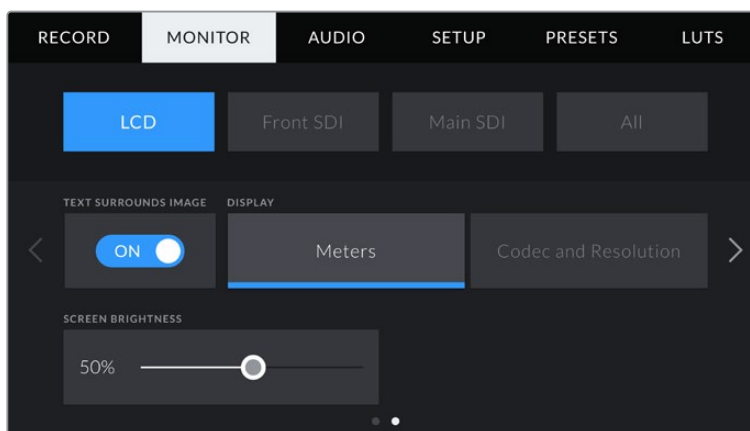 RECORD MONITOR AUDIO SETUP PRESETS LUTS
LCD Front SDI Main SDI All
TEXT SURROUNDS IMAGE DISPLAY
ON Meters Codec and Resolution
SCREEN BRIGHTNESS
50%